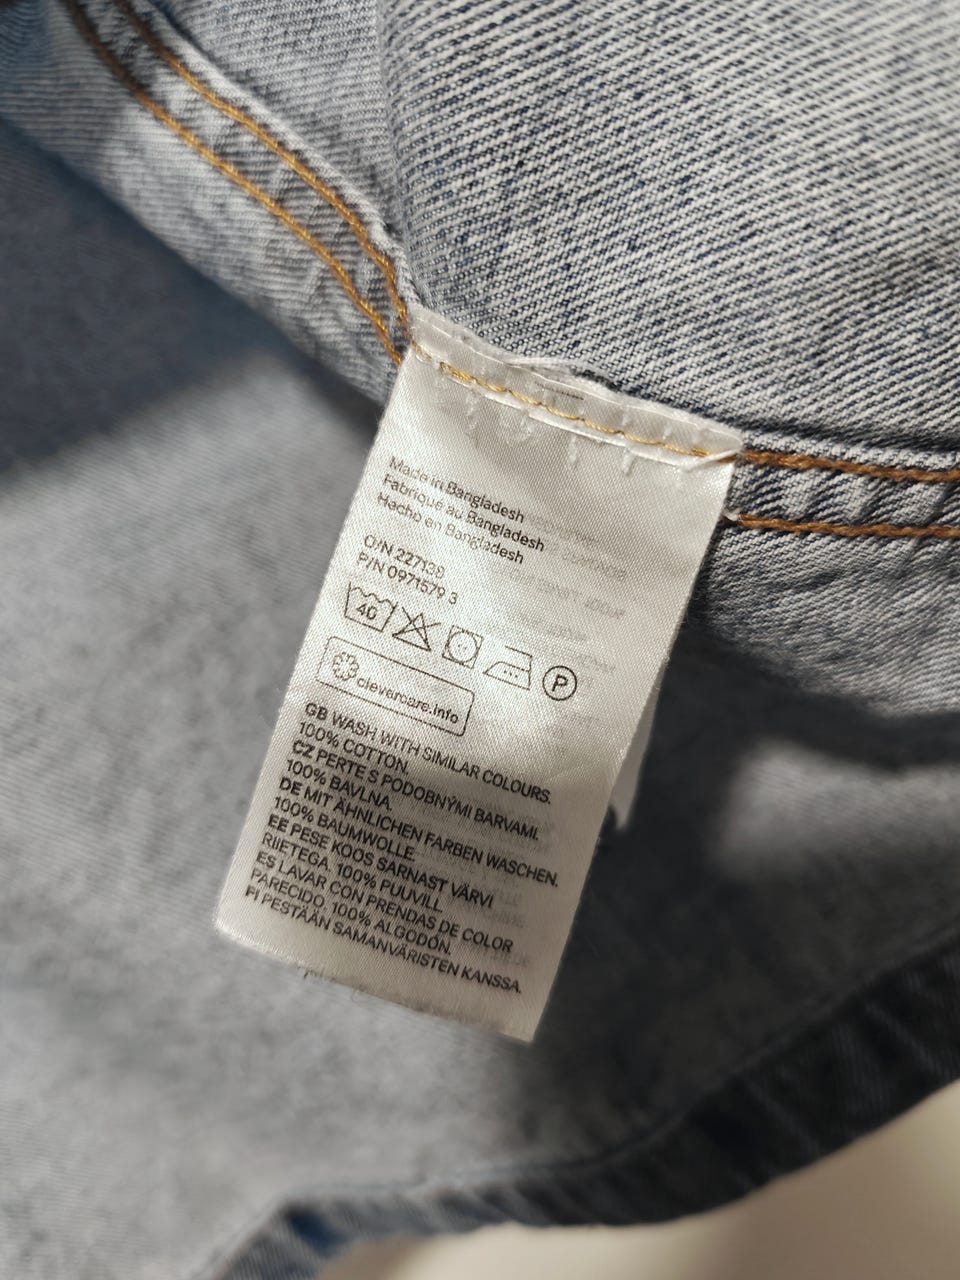 Made in Bangladesh
Fabriqué au Bangladesh
Hecho en Bangladesh
O/N 227138
P/N 0971579 3
40
P
clevercare.info
GB WASH WITH SIMILAR COLOURS.
100% COTTON.
CZ PERTE S PODOBNÝMI BARVAMI.
100% BAVLNA.
DE MIT ÄHNLICHEN FARBEN WASCHEN.
100% BAUMWOLLE.
EE PESE KOOS SARNAST VÄRVI
RIIETEGA. 100% PUUVILL.
ES LAVAR CON PRENDAS DE COLOR
PARECIDO. 100% ALGODÓN.
FI PESTÄÄN SAMANVÄRISTEN KANSSA.